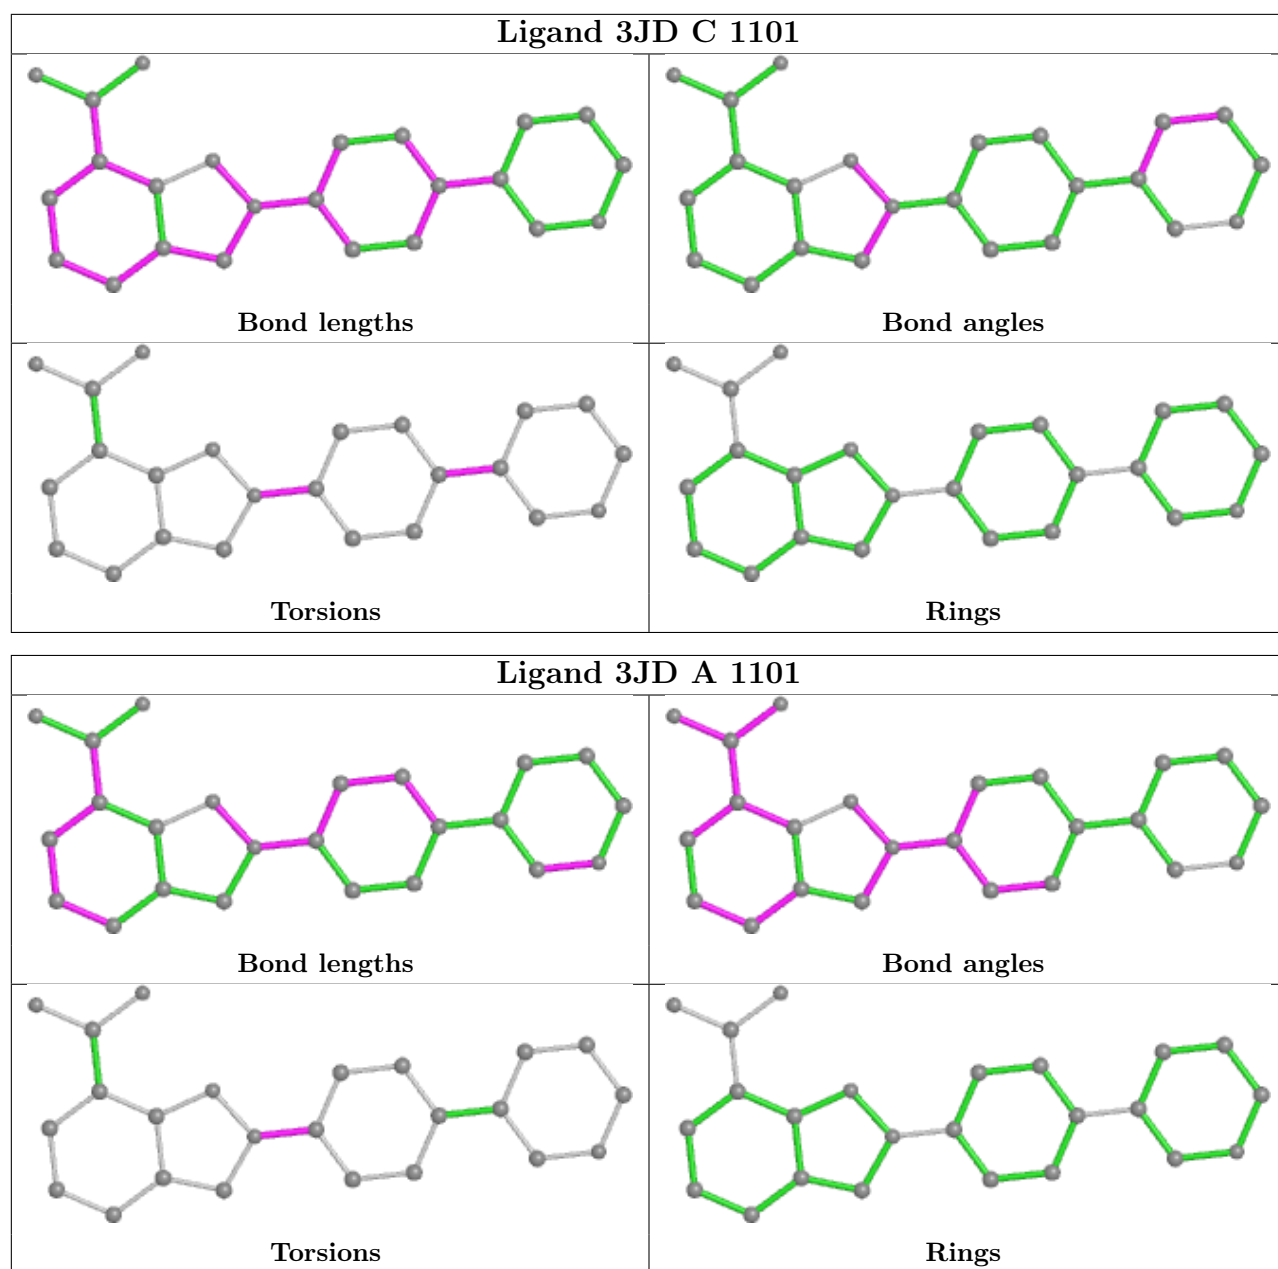 Ligand 3JD C 1101
Bond lengths
Bond angles
Torsions
Rings
Ligand 3JD A 1101
Bond lengths
Bond angles
Torsions
Rings